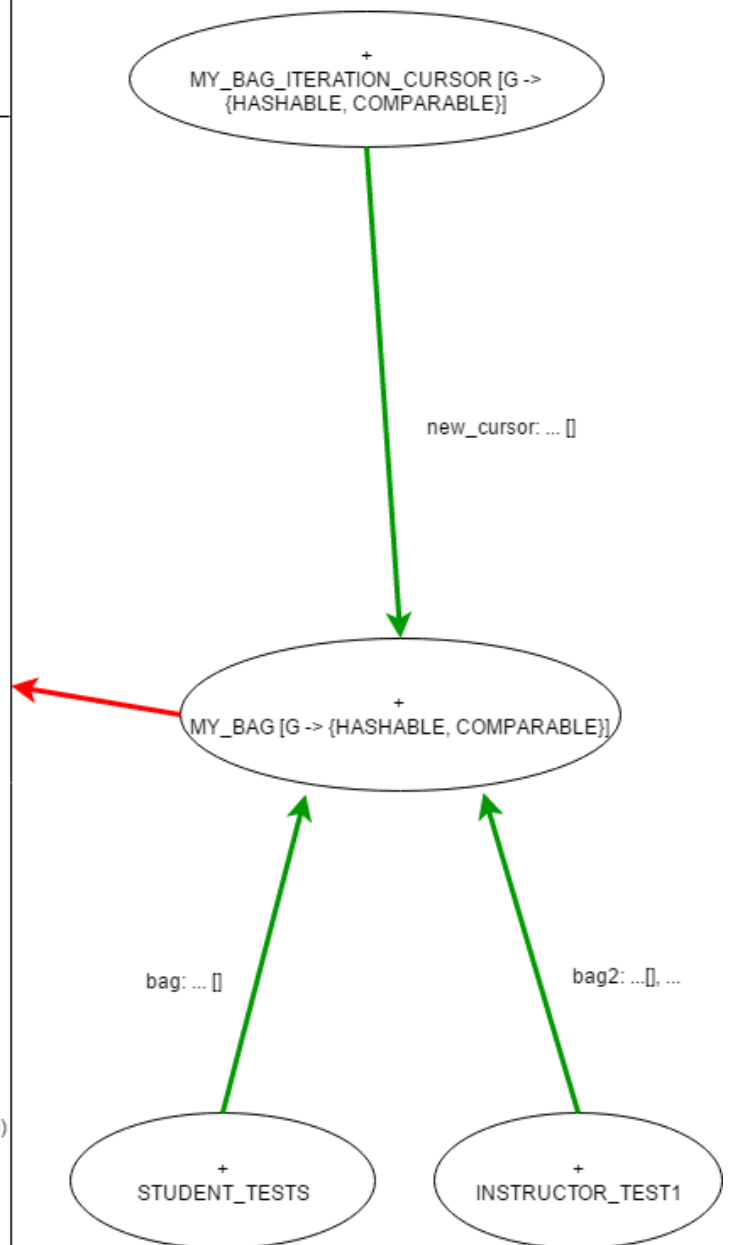 +
MY_BAG_ITERATION_CURSOR [G ->
{HASHABLE, COMPARABLE}]
new_cursor: ... []
+
MY_BAG [G -> {HASHABLE, COMPARABLE}]
bag: ... []
bag2: ...[], ...
)
+
STUDENT_TESTS
+
INSTRUCTOR_TEST1